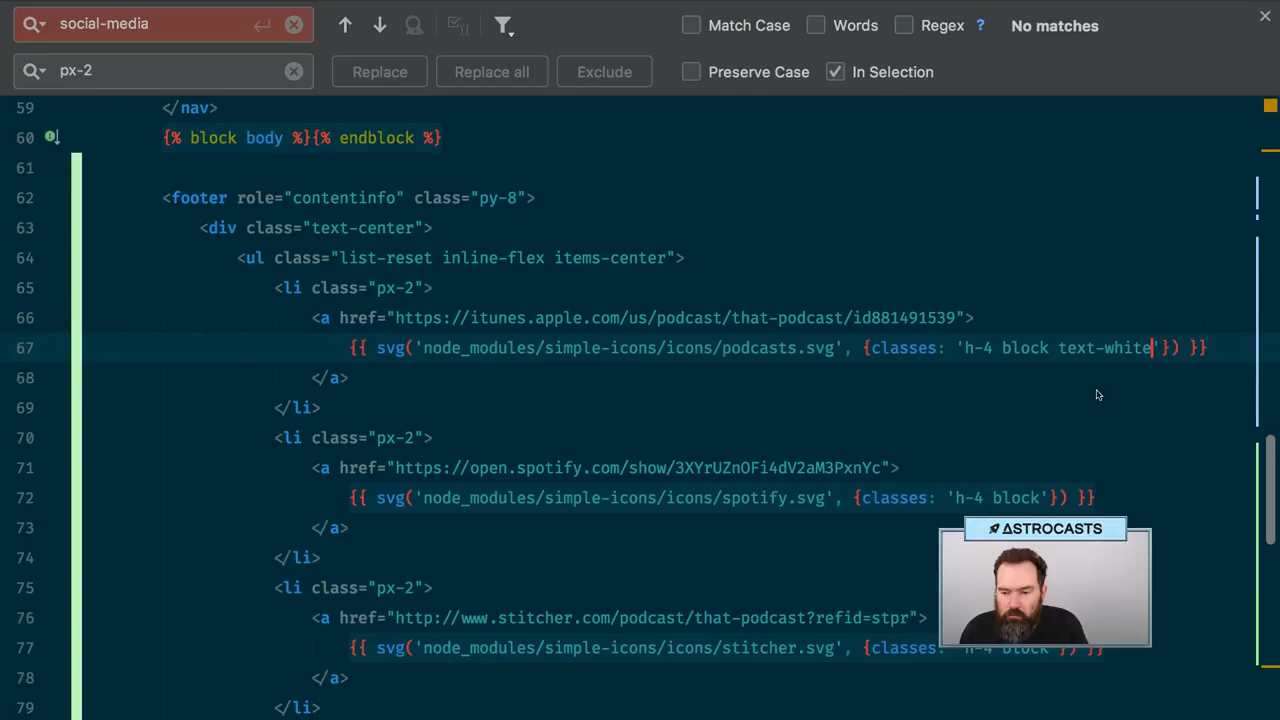 social-media
Match Case
Words
Regex
?
No matches
px-2
Replace
Replace all
Exclude
Preserve Case
In Selection
59 </nav>
60 {% block body %}{% endblock %}
61
62 <footer role="contentinfo" class="py-8">
63 <div class="text-center">
64 <ul class="list-reset inline-flex items-center">
65 <li class="px-2">
66 <a href="https://itunes.apple.com/us/podcast/that-podcast/id881491539">
67 {{ svg('node_modules/simple-icons/icons/podcasts.svg', {classes: 'h-4 block text-white'}) }}
68 </a>
69 </li>
70 <li class="px-2">
71 <a href="https://open.spotify.com/show/3XYrUZnOFi4dV2aM3PxnYc">
72 {{ svg('node_modules/simple-icons/icons/spotify.svg', {classes: 'h-4 block'}) }}
73 </a>
74 </li>
75 <li class="px-2">
76 <a href="http://www.stitcher.com/podcast/that-podcast?refid=stpr">
77 {{ svg('node_modules/simple-icons/icons/stitcher.svg', {classes: 'h-4 block'}) }}
78 </a>
79 </li>
ΔSTROCASTS